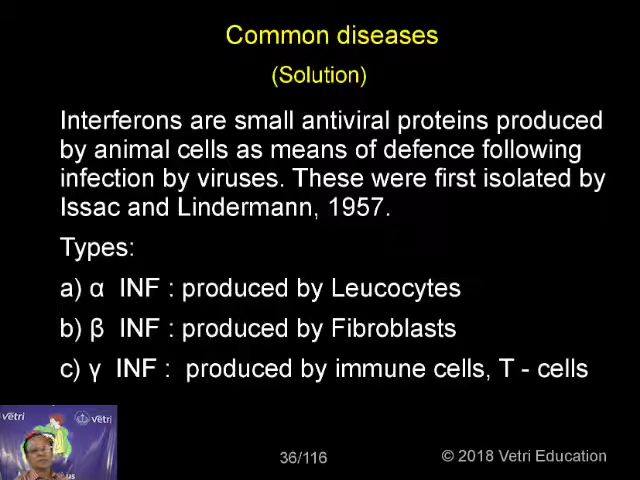 Common diseases
(Solution)
Interferons are small antiviral proteins produced
by animal cells as means of defence following
infection by viruses. These were first isolated by
Issac and Lindermann, 1957.
Types:
a) α INF : produced by Leucocytes
b) β INF : produced by Fibroblasts
c) γ INF : produced by immune cells, T - cells
vetri
vetri
36/116
© 2018 Vetri Education